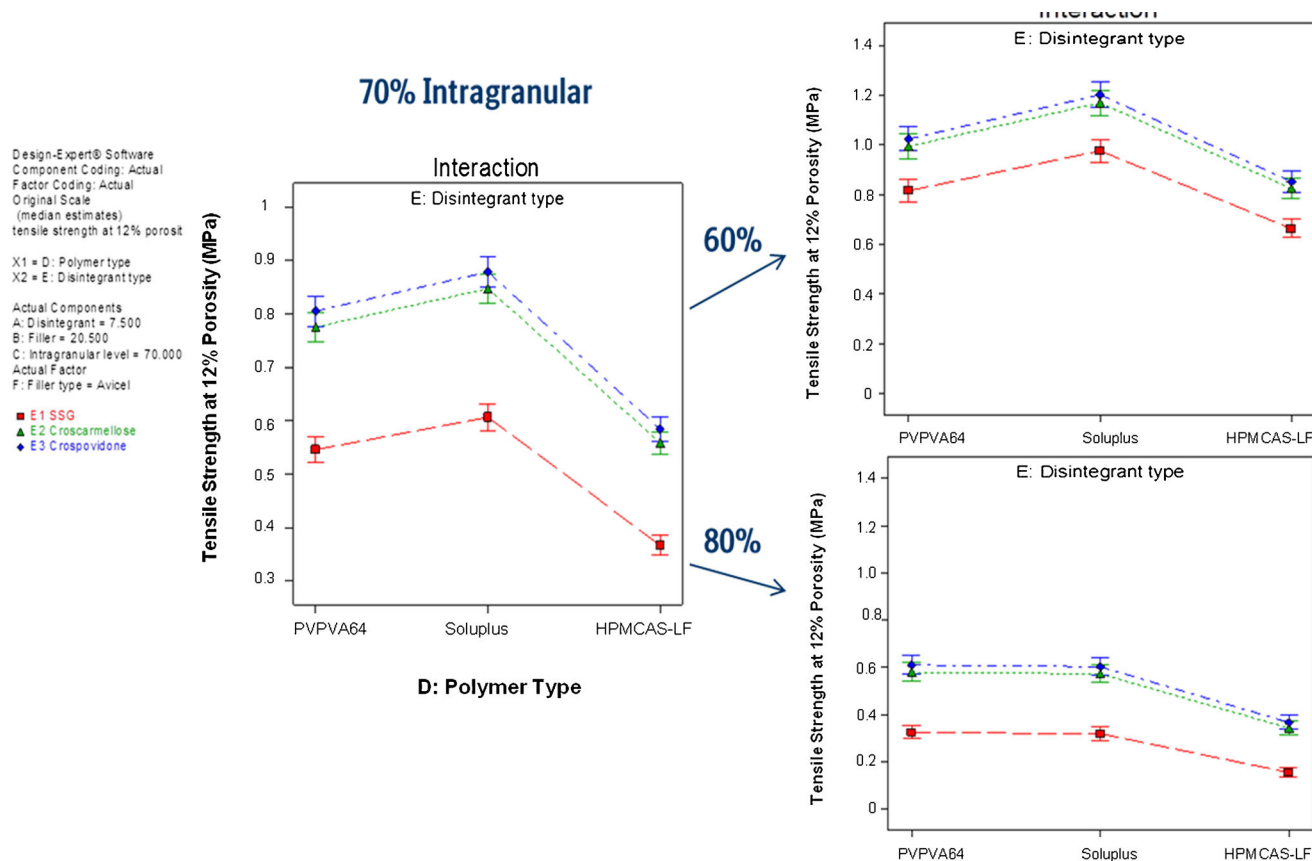 70% Intragranular
Design-Expert® Software
Component Coding: Actual
Factor Coding: Actual
Original Scale
(median estimates)
tensile strength at 12% porosit
X1 = D: Polymer type
X2 = E: Disintegrant type
Actual Components
A: Disintegrant = 7.500
B: Filler = 20.500
C: Intragranular level = 70.000
Actual Factor
F: Filler type = Avicel
E1 SSG
E2 Croscarmellose
E3 Crospovidone
Interaction
E: Disintegrant type
Tensile Strength at 12% Porosity (MPa)
1
0.9
0.8
0.7
0.6
0.5
0.4
0.3
PVPVA64
Soluplus
HPMCAS-LF
D: Polymer Type
60%
80%
Interaction
E: Disintegrant type
Tensile Strength at 12% Porosity (MPa)
1.4
1.2
1.0
0.8
0.6
0.4
0.2
0
PVPVA64
Soluplus
HPMCAS-LF
E: Disintegrant type
Tensile Strength at 12% Porosity (MPa)
1.4
1.2
1.0
0.8
0.6
0.4
0.2
0
PVPVA64
Soluplus
HPMCAS-LF